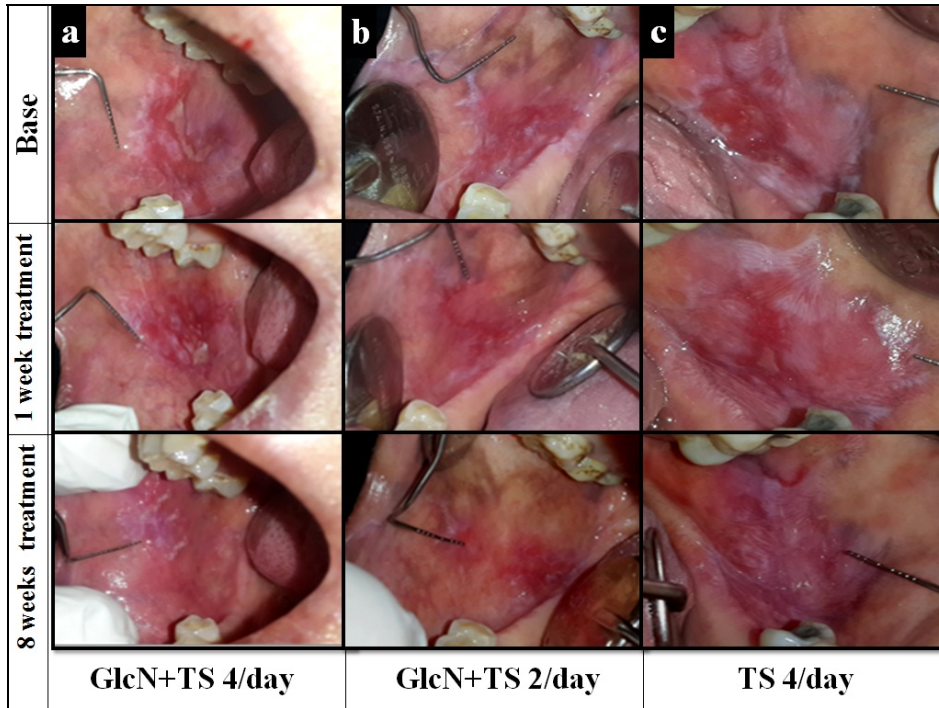 a
b
c
Base
1 week treatment
8 weeks treatment
GlcN+TS 4/day
GlcN+TS 2/day
TS 4/day